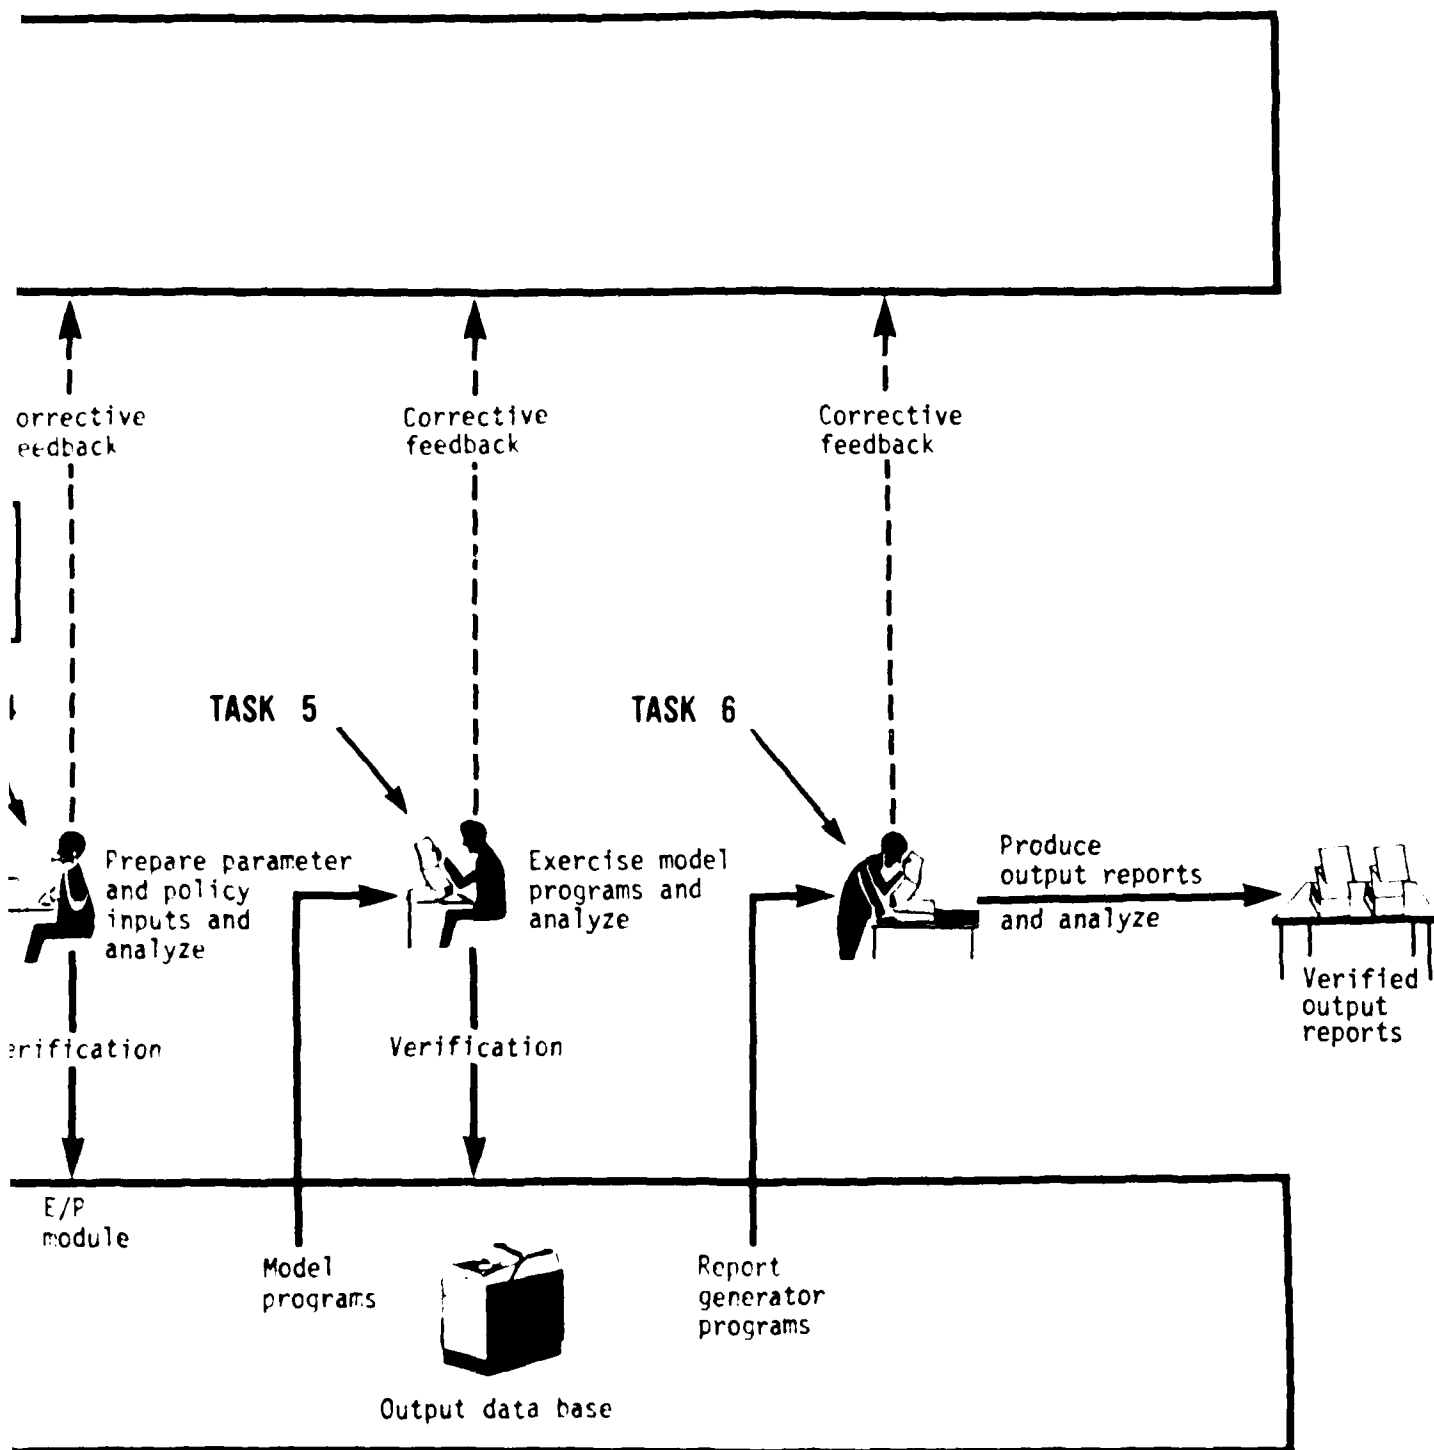 orrective
eedback
Corrective
feedback
Corrective
feedback
TASK 5
TASK 6
Prepare parameter
and policy
inputs and
analyze
Exercise model
programs and
analyze
Produce
output reports
and analyze
Verified
output
reports
erification
Verification
E/P
module
Model
programs
Output data base
Report
generator
programs